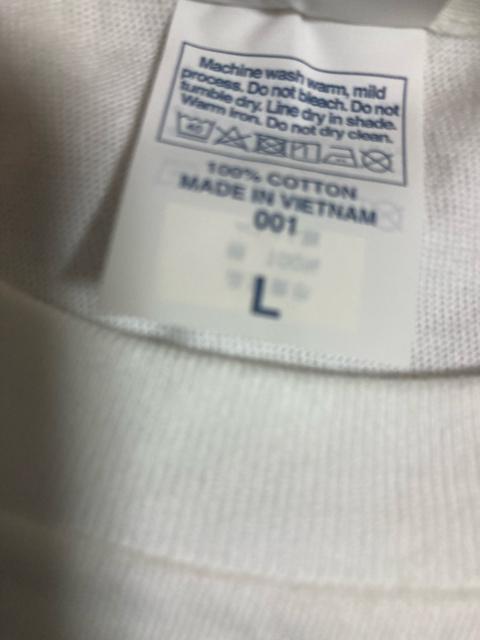 Machine wash warm, mild
process. Do not bleach. Do not
tumble dry. Line dry in shade.
Warm iron. Do not dry clean.
40
100% COTTON
MADE IN VIETNAM
001
L